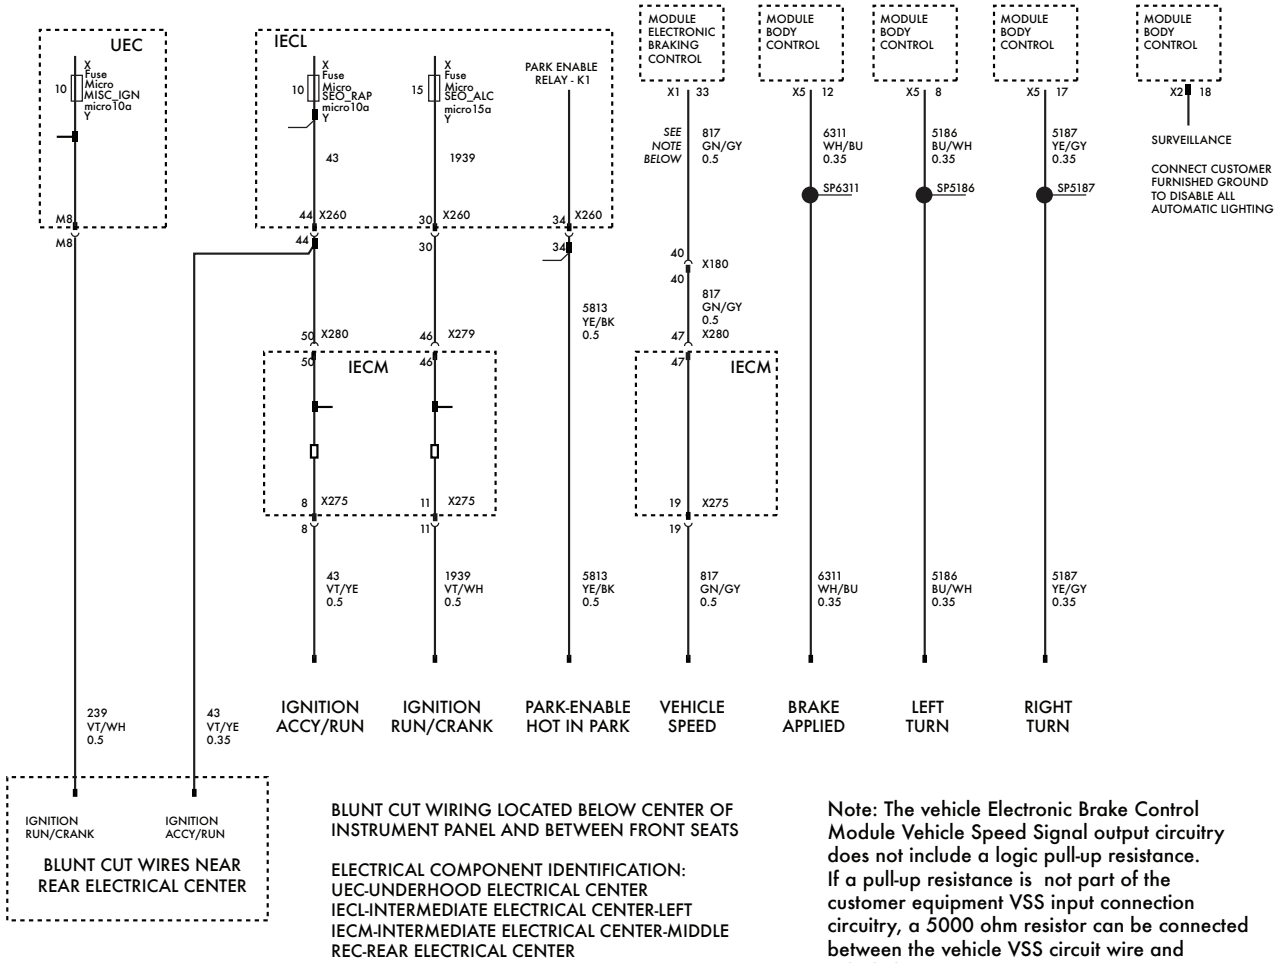 UEC
X
Fuse
Micro
MISC_IGN
micro10a
Y
10
M8
M8
IECL
X
Fuse
Micro
SEO_RAP
micro10a
Y
10
43
44 X260
44
X
Fuse
Micro
SEO_ALC
micro15a
Y
15
1939
30 X260
30
PARK ENABLE
RELAY - K1
34 X260
34
MODULE
ELECTRONIC
BRAKING
CONTROL
X1 33
SEE
NOTE
BELOW
817
GN/GY
0.5
MODULE
BODY
CONTROL
X5 12
6311
WH/BU
0.35
SP6311
MODULE
BODY
CONTROL
X5 8
5186
BU/WH
0.35
SP5186
MODULE
BODY
CONTROL
X5 17
5187
YE/GY
0.35
SP5187
MODULE
BODY
CONTROL
X2 18
SURVEILLANCE
CONNECT CUSTOMER
FURNISHED GROUND
TO DISABLE ALL
AUTOMATIC LIGHTING
40
X180
40
817
GN/GY
0.5
5813
YE/BK
0.5
50 X280
50
46 X279
46
IECM
47 X280
47
IECM
8 X275
8
11 X275
11
19 X275
19
43
VT/YE
0.5
1939
VT/WH
0.5
5813
YE/BK
0.5
817
GN/GY
0.5
6311
WH/BU
0.35
5186
BU/WH
0.35
5187
YE/GY
0.35
IGNITION
ACCY/RUN
IGNITION
RUN/CRANK
PARK-ENABLE
HOT IN PARK
VEHICLE
SPEED
BRAKE
APPLIED
LEFT
TURN
RIGHT
TURN
239
VT/WH
0.5
43
VT/YE
0.35
IGNITION
RUN/CRANK
IGNITION
ACCY/RUN
BLUNT CUT WIRES NEAR
REAR ELECTRICAL CENTER
BLUNT CUT WIRING LOCATED BELOW CENTER OF
INSTRUMENT PANEL AND BETWEEN FRONT SEATS
ELECTRICAL COMPONENT IDENTIFICATION:
UEC-UNDERHOOD ELECTRICAL CENTER
IECL-INTERMEDIATE ELECTRICAL CENTER-LEFT
IECM-INTERMEDIATE ELECTRICAL CENTER-MIDDLE
REC-REAR ELECTRICAL CENTER
Note: The vehicle Electronic Brake Control
Module Vehicle Speed Signal output circuitry
does not include a logic pull-up resistance.
If a pull-up resistance is not part of the
customer equipment VSS input connection
circuitry, a 5000 ohm resistor can be connected
between the vehicle VSS circuit wire and